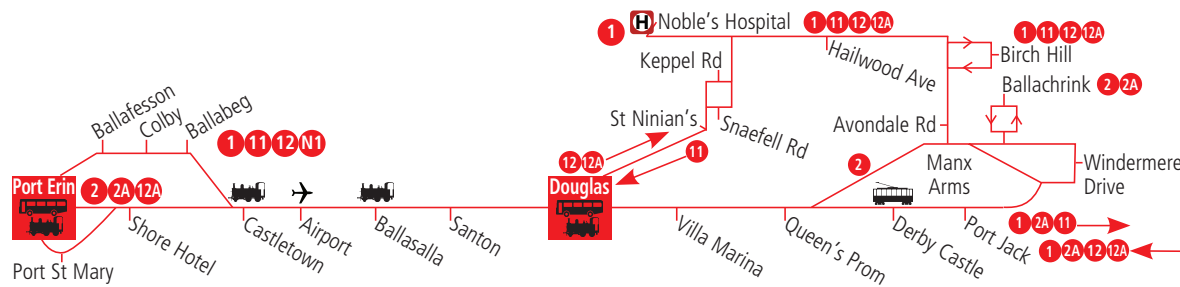 1 H Noble's Hospital 1 11 12 12A
1 11 12 12A
Hailwood Ave
Birch Hill
Keppel Rd
Ballachrink 2 2A
Ballafesson
Colby
Ballabeg
St Ninian's
Snaefell Rd
Avondale Rd
1 11 12 N1
12 12A
11
2
Manx
Arms
Windermere
Drive
Port Erin
2 2A 12A
Douglas
Shore Hotel
Castletown
Airport
Ballasalla
Santon
Villa Marina
Queen's Prom
Derby Castle
Port Jack
1 2A 11
1 2A 12 12A
Port St Mary